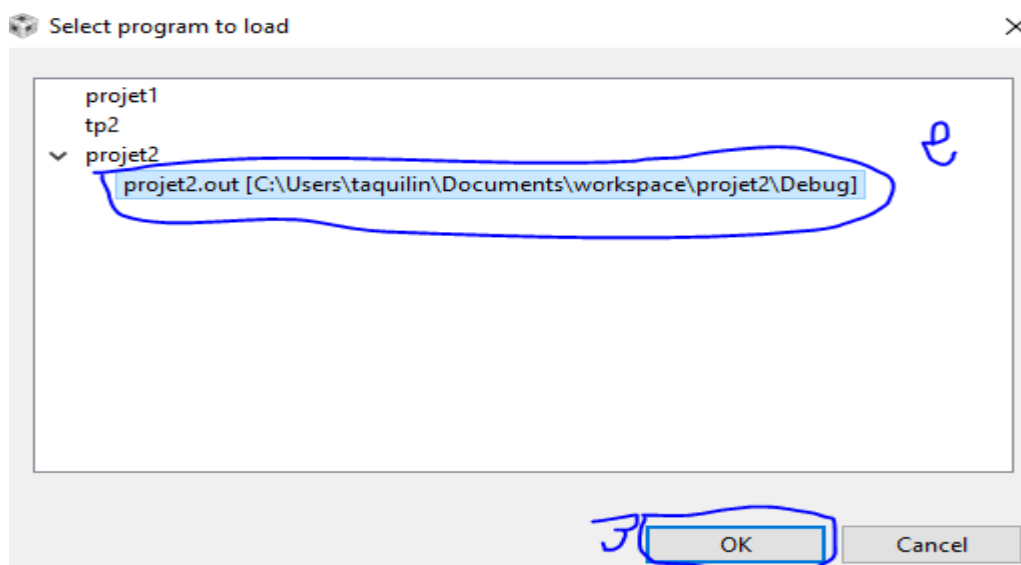 Select program to load
projet1
tp2
projet2
projet2.out [C:\Users\taquilin\Documents\workspace\projet2\Debug]
OK
Cancel